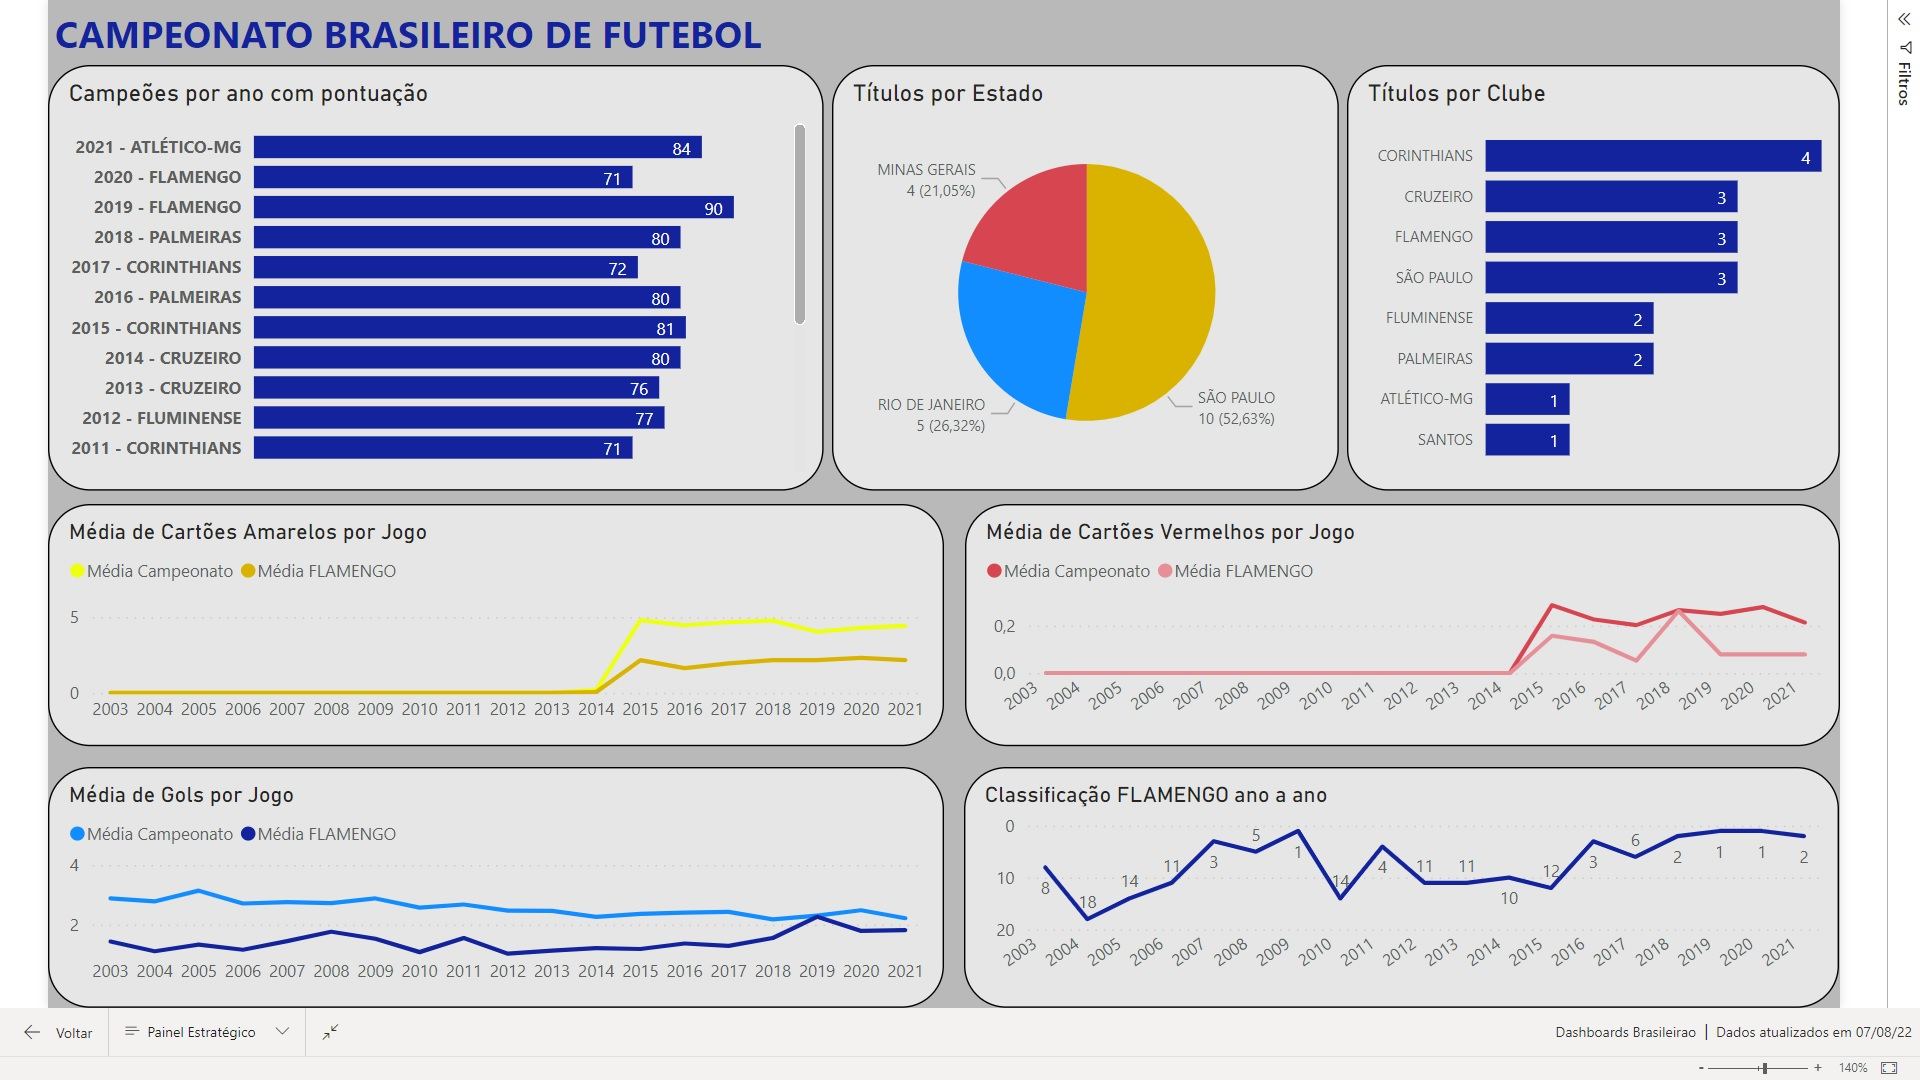 CAMPEONATO BRASILEIRO DE FUTEBOL
Filtros
Campeões por ano com pontuação
2021 - ATLÉTICO-MG 84
2020 - FLAMENGO 71
2019 - FLAMENGO 90
2018 - PALMEIRAS 80
2017 - CORINTHIANS 72
2016 - PALMEIRAS 80
2015 - CORINTHIANS 81
2014 - CRUZEIRO 80
2013 - CRUZEIRO 76
2012 - FLUMINENSE 77
2011 - CORINTHIANS 71
Títulos por Estado
MINAS GERAIS
4 (21,05%)
RIO DE JANEIRO
5 (26,32%)
SÃO PAULO
10 (52,63%)
Títulos por Clube
CORINTHIANS 4
CRUZEIRO 3
FLAMENGO 3
SÃO PAULO 3
FLUMINENSE 2
PALMEIRAS 2
ATLÉTICO-MG 1
SANTOS 1
Média de Cartões Amarelos por Jogo
Média Campeonato Média FLAMENGO
5
0
2003 2004 2005 2006 2007 2008 2009 2010 2011 2012 2013 2014 2015 2016 2017 2018 2019 2020 2021
Média de Cartões Vermelhos por Jogo
Média Campeonato Média FLAMENGO
0,2
0,0
2003 2004 2005 2006 2007 2008 2009 2010 2011 2012 2013 2014 2015 2016 2017 2018 2019 2020 2021
Média de Gols por Jogo
Média Campeonato Média FLAMENGO
4
2
2003 2004 2005 2006 2007 2008 2009 2010 2011 2012 2013 2014 2015 2016 2017 2018 2019 2020 2021
Classificação FLAMENGO ano a ano
0
10
20
8 18 14 11 3 5 1 14 4 11 11 10 12 3 6 2 1 1 2
2003 2004 2005 2006 2007 2008 2009 2010 2011 2012 2013 2014 2015 2016 2017 2018 2019 2020 2021
Voltar Painel Estratégico Dashboards Brasileirao | Dados atualizados em 07/08/22
- + 140%